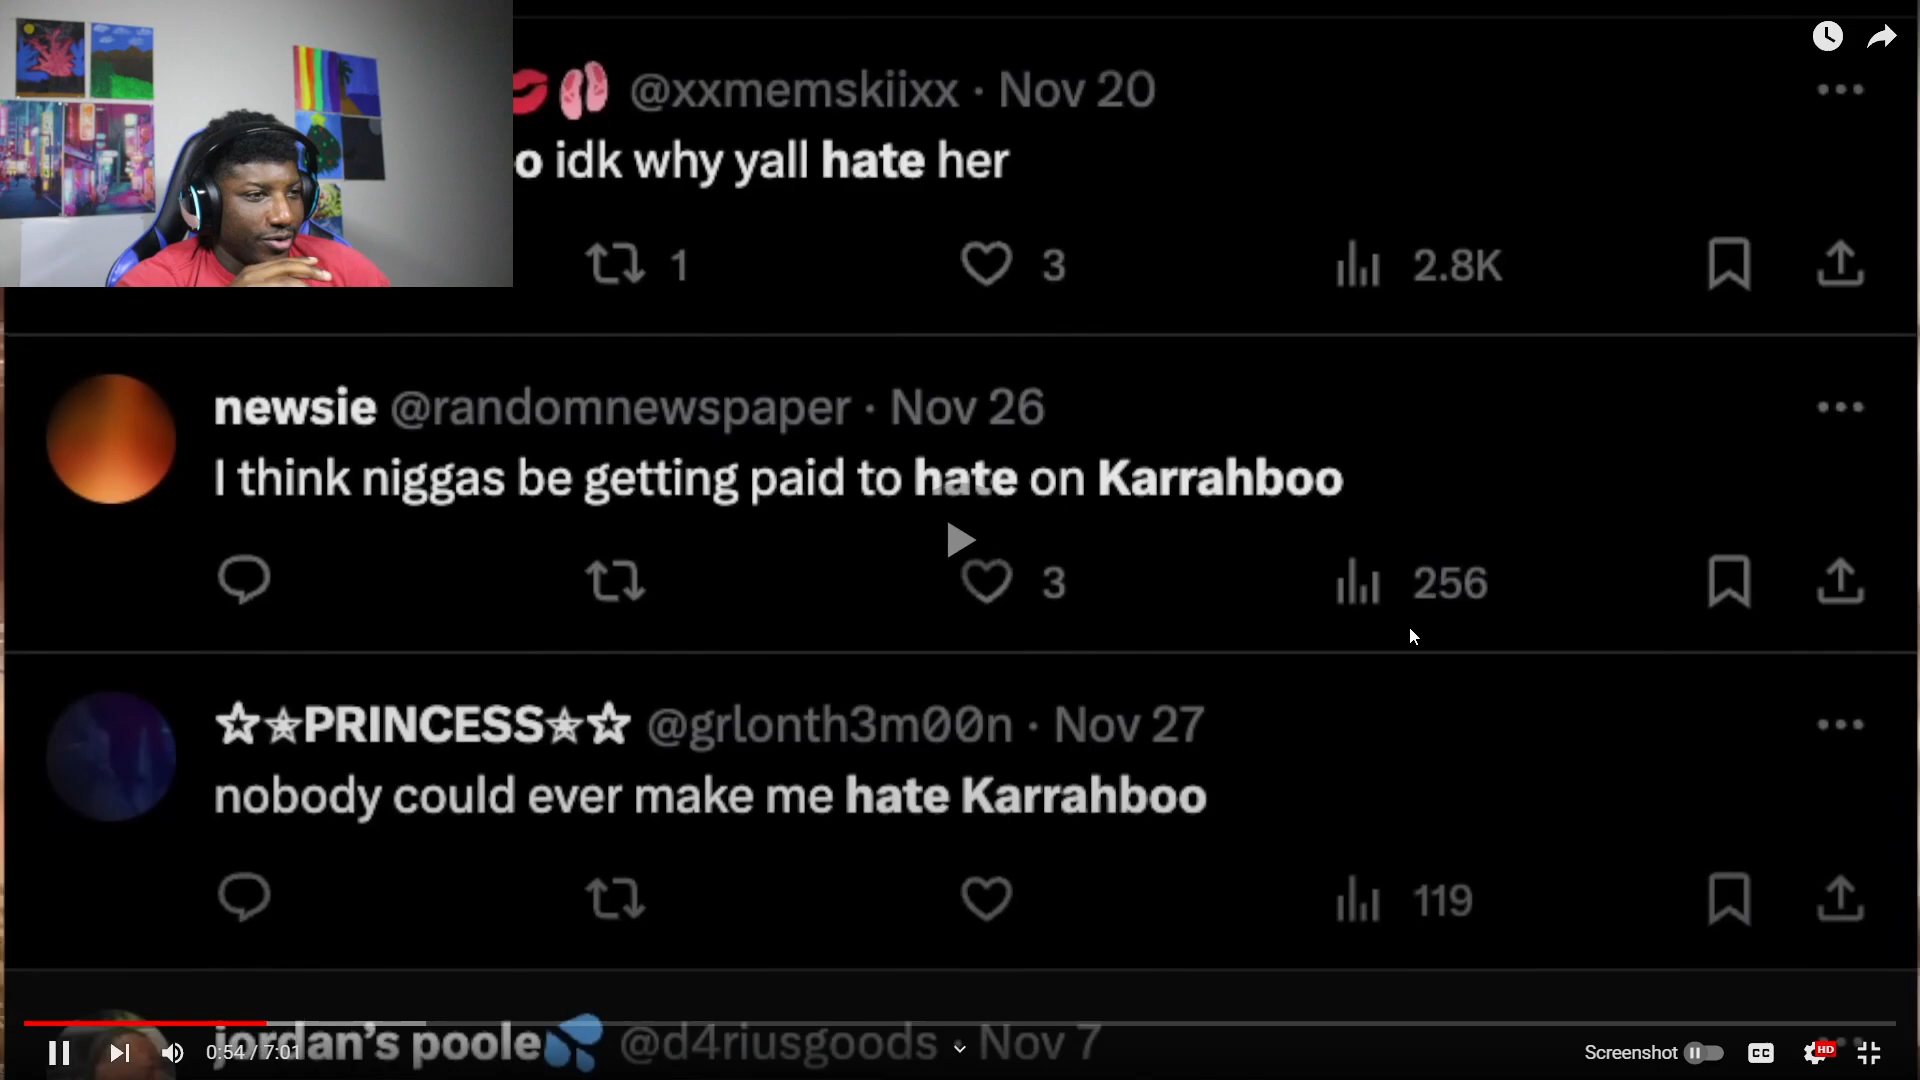 @xxmemskiixx · Nov 20
o idk why yall hate her
1 3 2.8K
newsie @randomnewspaper · Nov 26
I think niggas be getting paid to hate on Karrahboo
3 256
☆✬PRINCESS✬☆ @grlonth3m00n · Nov 27
nobody could ever make me hate Karrahboo
119
jordan's poole💦 @d4riusgoods · Nov 7
0:54 / 7:01 Screenshot CC HD